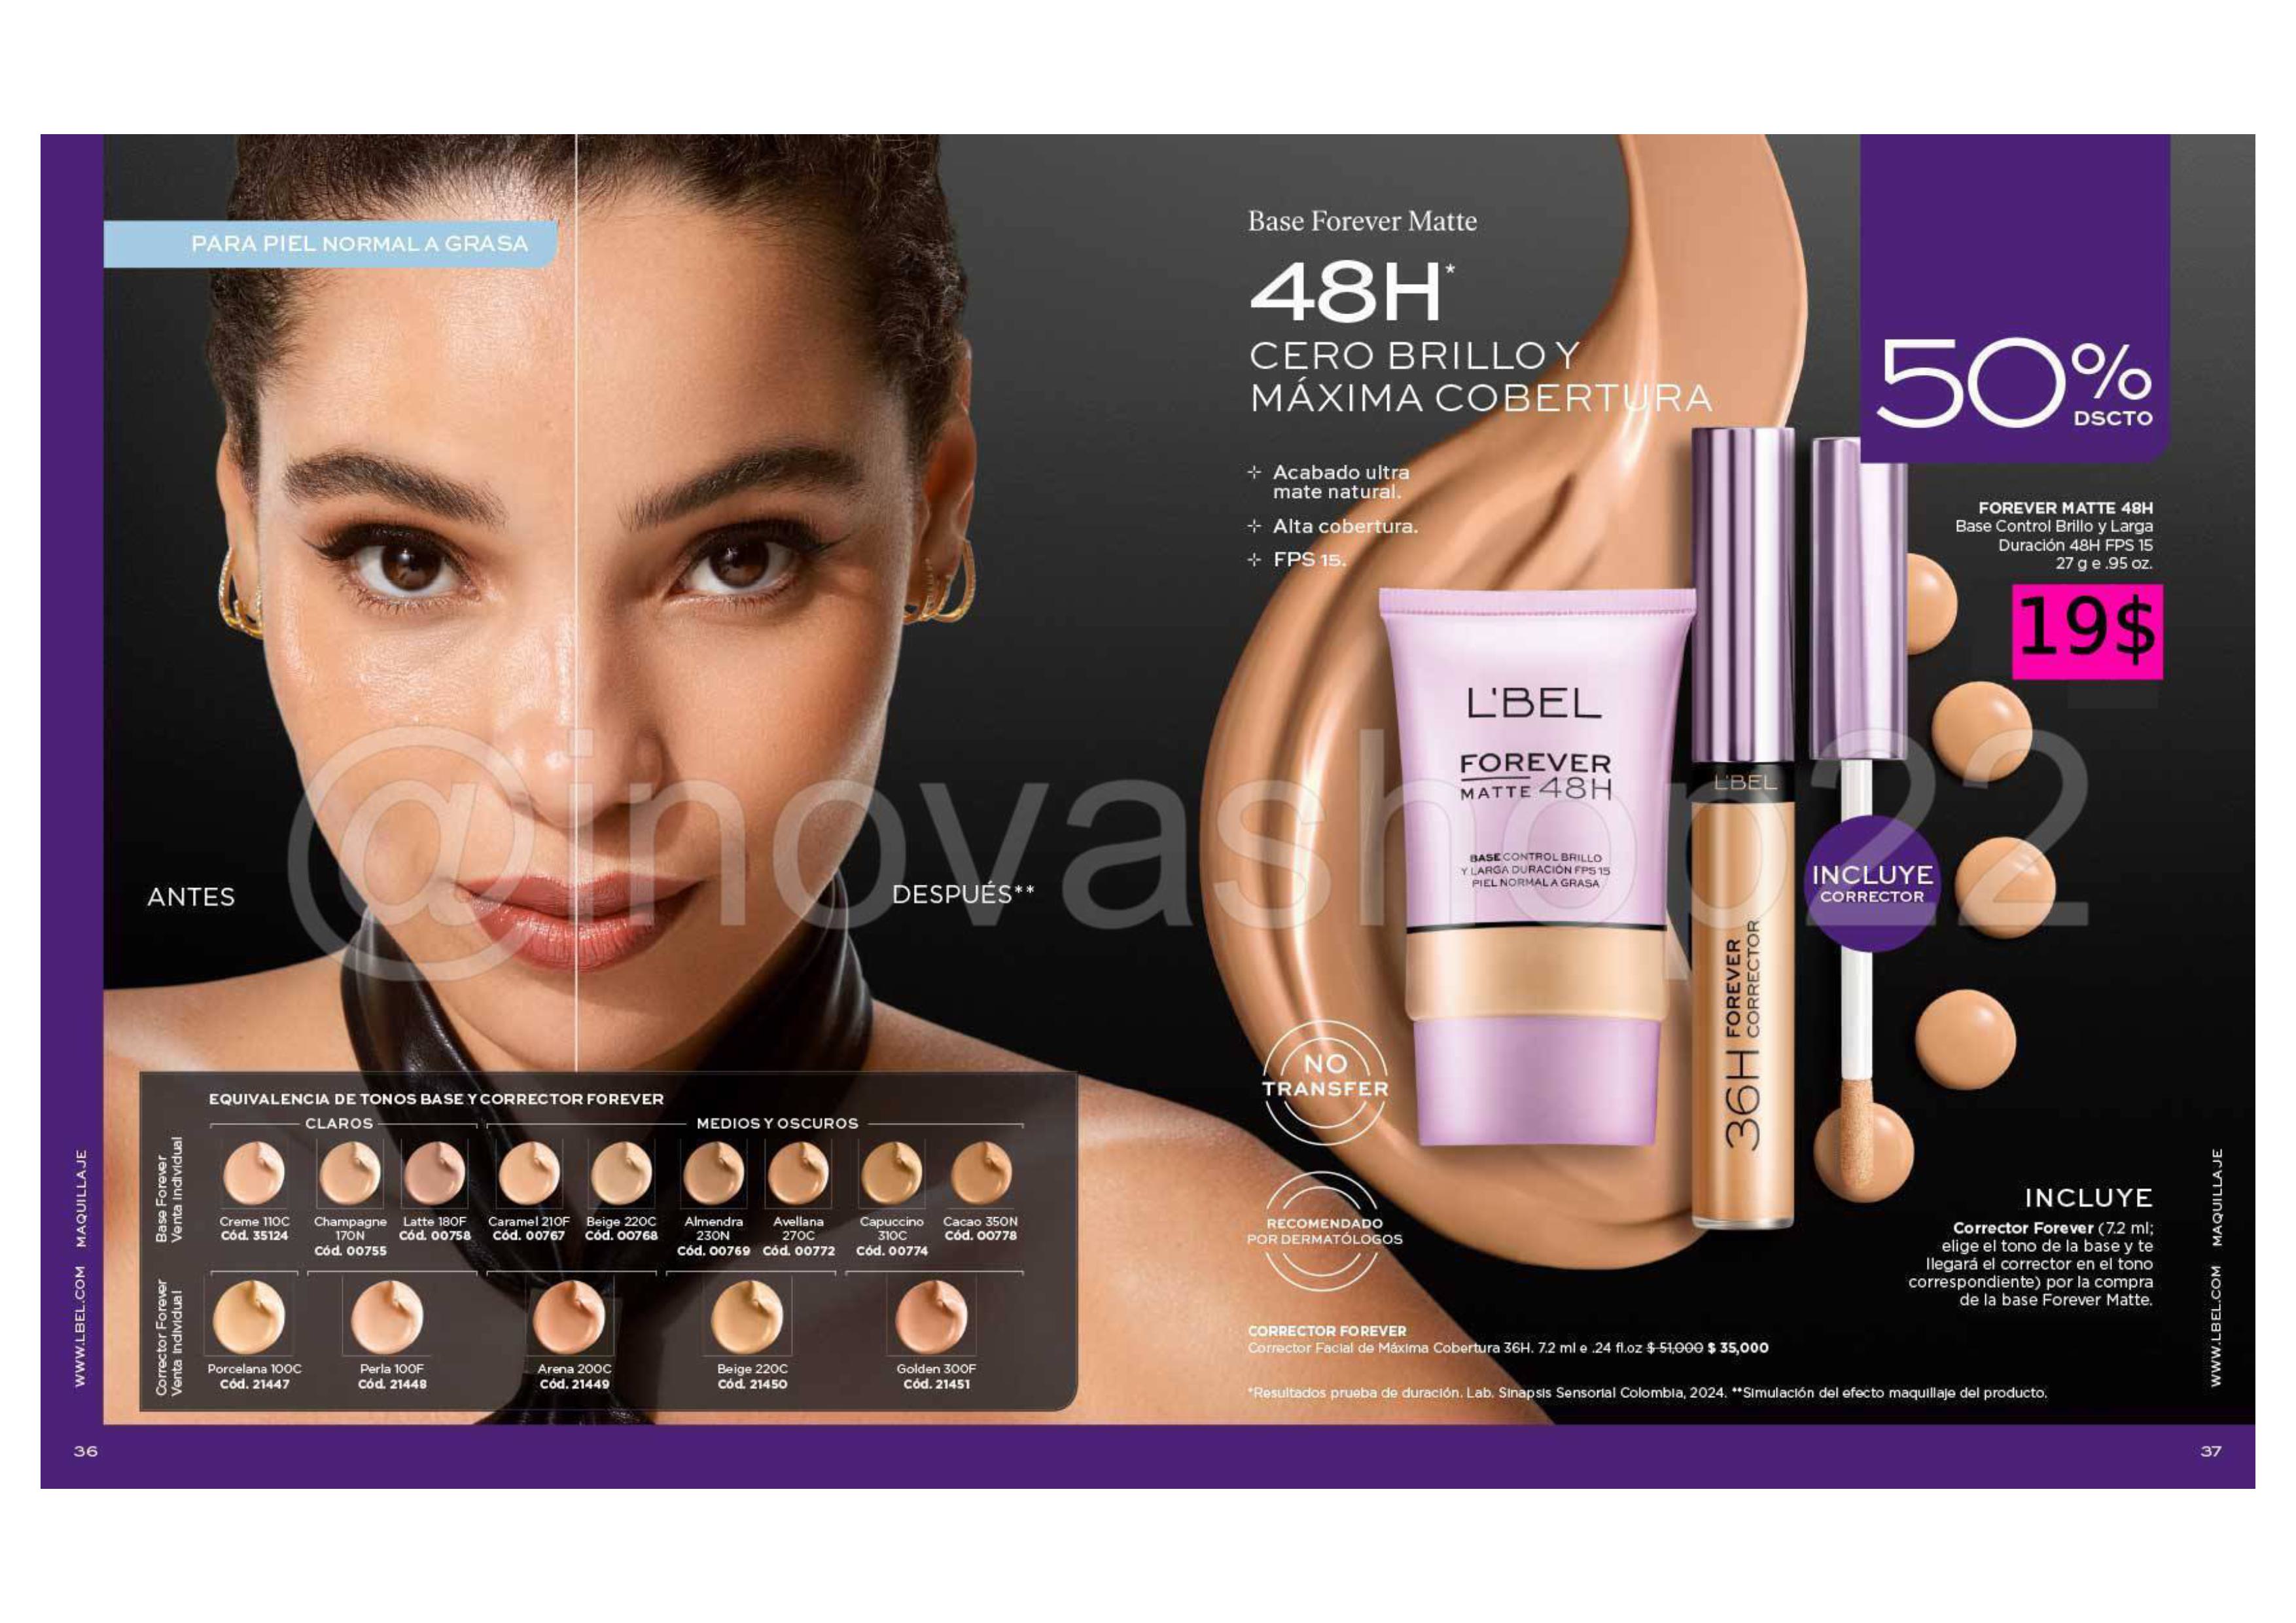 PARA PIEL NORMAL A GRASA
ANTES
DESPUÉS**
EQUIVALENCIA DE TONOS BASE Y CORRECTOR FOREVER
CLAROS
MEDIOS Y OSCUROS
Base Forever
Venta individual
Creme 110C
Cód. 35124
Champagne
170N
Cód. 00755
Latte 180F
Cód. 00758
Caramel 210F
Cód. 00767
Beige 220C
Cód. 00768
Almendra
230N
Cód. 00769
Avellana
270C
Cód. 00772
Capuccino
310C
Cód. 00774
Cacao 350N
Cód. 00778
Corrector Forever
Venta individual
Porcelana 100C
Cód. 21447
Perla 100F
Cód. 21448
Arena 200C
Cód. 21449
Beige 220C
Cód. 21450
Golden 300F
Cód. 21451
WWW.LBEL.COM MAQUILLAJE
36
@inovashop22
Base Forever Matte
48H*
CERO BRILLO Y
MÁXIMA COBERTURA
Acabado ultra
mate natural.
Alta cobertura.
FPS 15.
50%
DSCTO
FOREVER MATTE 48H
Base Control Brillo y Larga
Duración 48H FPS 15
27 g e .95 oz.
19$
L'BEL
FOREVER
MATTE 48H
BASE CONTROL BRILLO
Y LARGA DURACIÓN FPS 15
PIEL NORMAL A GRASA
L'BEL
36H FOREVER
CORRECTOR
INCLUYE
CORRECTOR
NO
TRANSFER
RECOMENDADO
POR DERMATÓLOGOS
INCLUYE
Corrector Forever (7.2 ml;
elige el tono de la base y te
llegará el corrector en el tono
correspondiente) por la compra
de la base Forever Matte.
CORRECTOR FOREVER
Corrector Facial de Máxima Cobertura 36H. 7.2 ml e .24 fl.oz $ 51,000 $ 35,000
*Resultados prueba de duración. Lab. Sinapsis Sensorial Colombia, 2024. **Simulación del efecto maquillaje del producto.
WWW.LBEL.COM MAQUILLAJE
37